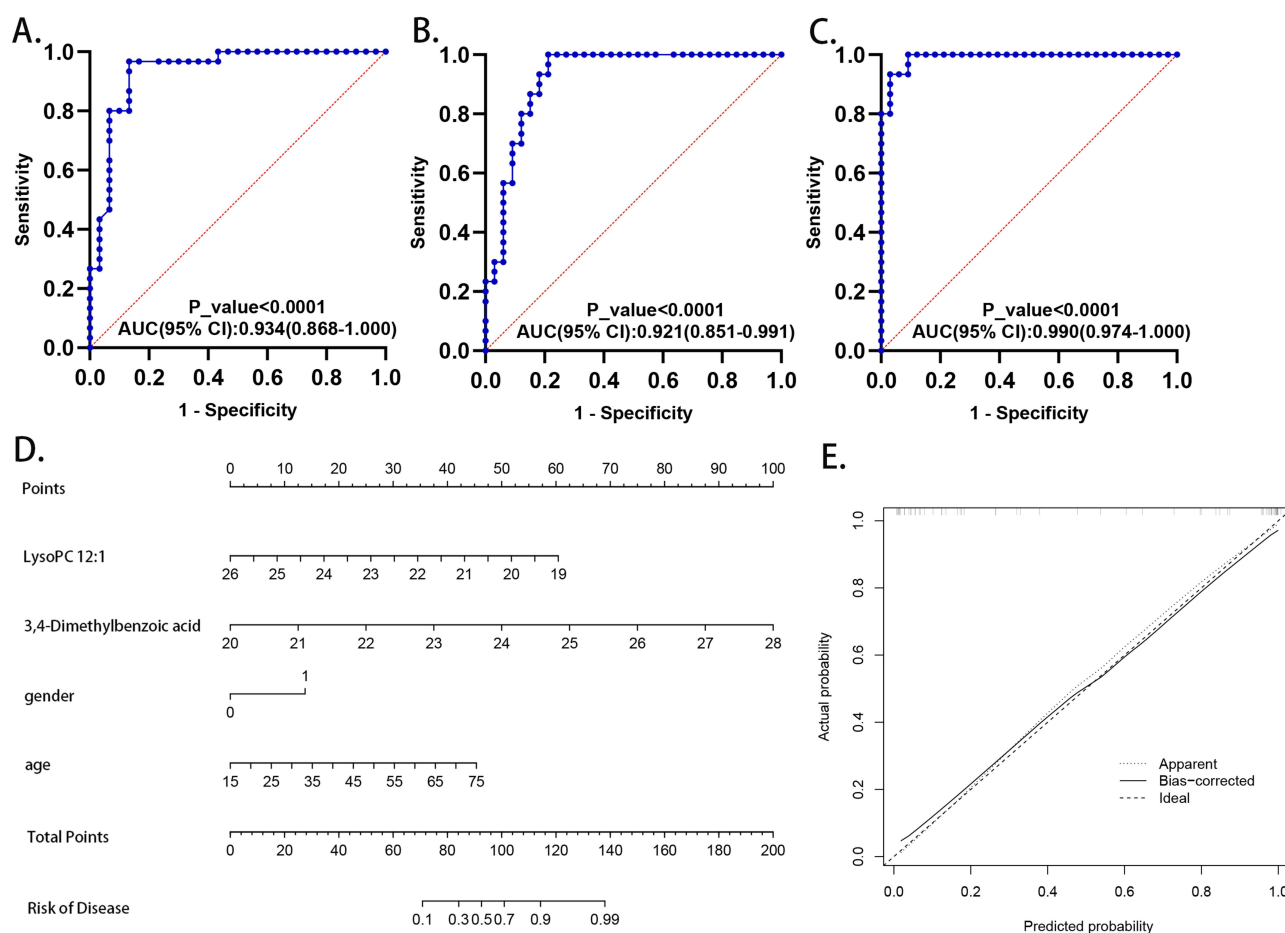 A.
1.0
0.8
0.6
0.4
0.2
0.0
Sensitivity
P_value<0.0001
AUC(95% CI):0.934(0.868-1.000)
0.0 0.2 0.4 0.6 0.8 1.0
1 - Specificity
B.
1.0
0.8
0.6
0.4
0.2
0.0
Sensitivity
P_value<0.0001
AUC(95% CI):0.921(0.851-0.991)
0.0 0.2 0.4 0.6 0.8 1.0
1 - Specificity
C.
1.0
0.8
0.6
0.4
0.2
0.0
Sensitivity
P_value<0.0001
AUC(95% CI):0.990(0.974-1.000)
0.0 0.2 0.4 0.6 0.8 1.0
1 - Specificity
D.
0 10 20 30 40 50 60 70 80 90 100
Points
LysoPC 12:1
26 25 24 23 22 21 20 19
3,4-Dimethylbenzoic acid
20 21 22 23 24 25 26 27 28
1
gender
0
age
15 25 35 45 55 65 75
Total Points
0 20 40 60 80 100 120 140 160 180 200
Risk of Disease
0.1 0.3 0.5 0.7 0.9 0.99
E.
1.0
0.8
0.6
0.4
0.2
0.0
Actual probability
Apparent
Bias-corrected
Ideal
0.0 0.2 0.4 0.6 0.8 1.0
Predicted probability